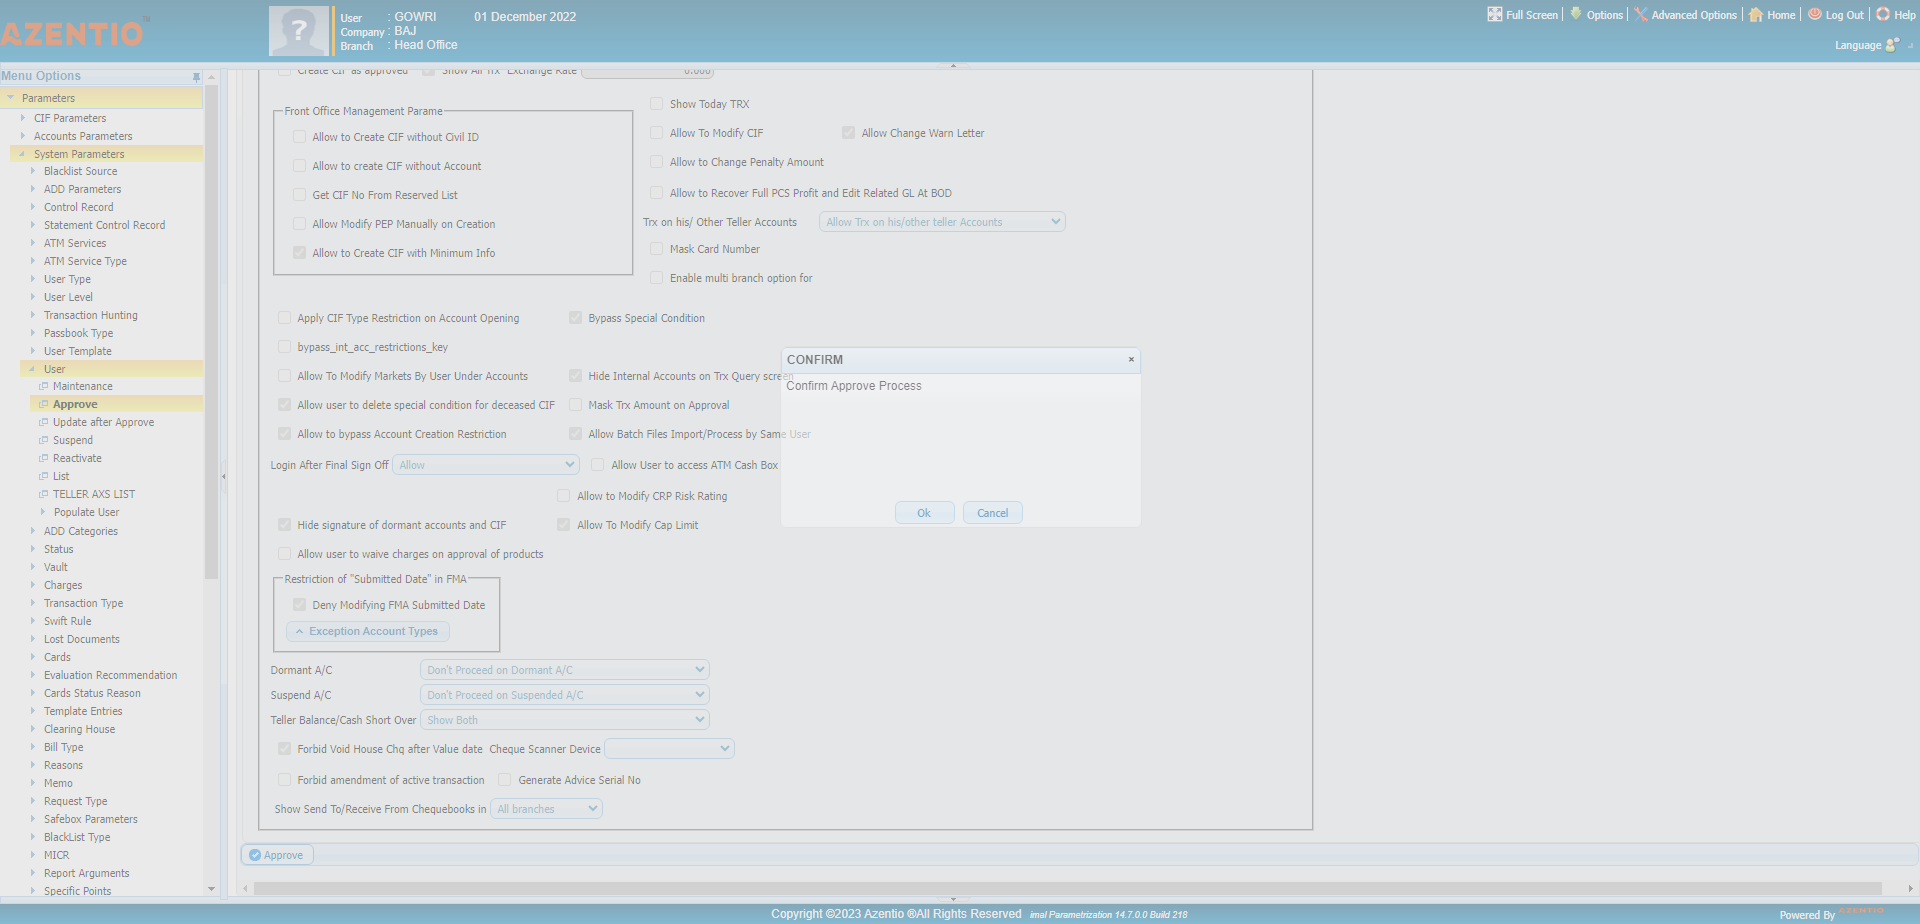 AZENTIO™
User : GOWRI 01 December 2022
Company : BAJ
Branch : Head Office
Full Screen Options Advanced Options Home Log Out Help
Language
Menu Options
Parameters
CIF Parameters
Accounts Parameters
System Parameters
Blacklist Source
ADD Parameters
Control Record
Statement Control Record
ATM Services
ATM Service Type
User Type
User Level
Transaction Hunting
Passbook Type
User Template
User
Maintenance
Approve
Update after Approve
Suspend
Reactivate
List
TELLER AXS LIST
Populate User
ADD Categories
Status
Vault
Charges
Transaction Type
Swift Rule
Lost Documents
Cards
Evaluation Recommendation
Cards Status Reason
Template Entries
Clearing House
Bill Type
Reasons
Memo
Request Type
Safebox Parameters
BlackList Type
MICR
Report Arguments
Specific Points
Create CIF as approved Show All Trx Exchange Rate 0.000
Front Office Management Parame
Allow to Create CIF without Civil ID
Allow to create CIF without Account
Get CIF No From Reserved List
Allow Modify PEP Manually on Creation
Allow to Create CIF with Minimum Info
Show Today TRX
Allow To Modify CIF Allow Change Warn Letter
Allow to Change Penalty Amount
Allow to Recover Full PCS Profit and Edit Related GL At BOD
Trx on his/ Other Teller Accounts Allow Trx on his/other teller Accounts
Mask Card Number
Enable multi branch option for
Apply CIF Type Restriction on Account Opening Bypass Special Condition
bypass_int_acc_restrictions_key
Allow To Modify Markets By User Under Accounts Hide Internal Accounts on Trx Query screen
Allow user to delete special condition for deceased CIF Mask Trx Amount on Approval
Allow to bypass Account Creation Restriction Allow Batch Files Import/Process by Same User
Login After Final Sign Off Allow Allow User to access ATM Cash Box
Allow to Modify CRP Risk Rating
Hide signature of dormant accounts and CIF Allow To Modify Cap Limit
Allow user to waive charges on approval of products
Restriction of "Submitted Date" in FMA
Deny Modifying FMA Submitted Date
Exception Account Types
Dormant A/C Don't Proceed on Dormant A/C
Suspend A/C Don't Proceed on Suspended A/C
Teller Balance/Cash Short Over Show Both
Forbid Void House Chq after Value date Cheque Scanner Device
Forbid amendment of active transaction Generate Advice Serial No
Show Send To/Receive From Chequebooks in All branches
Approve
CONFIRM ×
Confirm Approve Process
Ok Cancel
Copyright ©2023 Azentio ®All Rights Reserved imal Parametrization 14.7.0.0 Build 218
Powered By AZENTIO